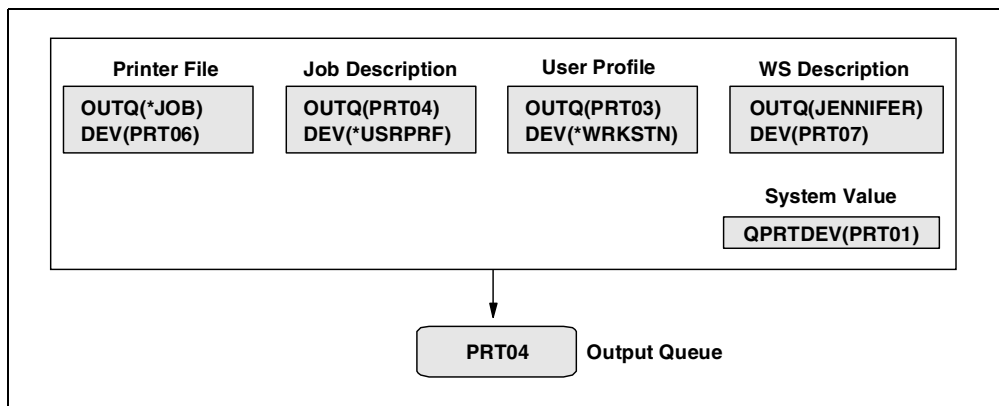 Printer File
OUTQ(*JOB)
DEV(PRT06)
Job Description
OUTQ(PRT04)
DEV(*USRPRF)
User Profile
OUTQ(PRT03)
DEV(*WRKSTN)
WS Description
OUTQ(JENNIFER)
DEV(PRT07)
System Value
QPRTDEV(PRT01)
PRT04
Output Queue